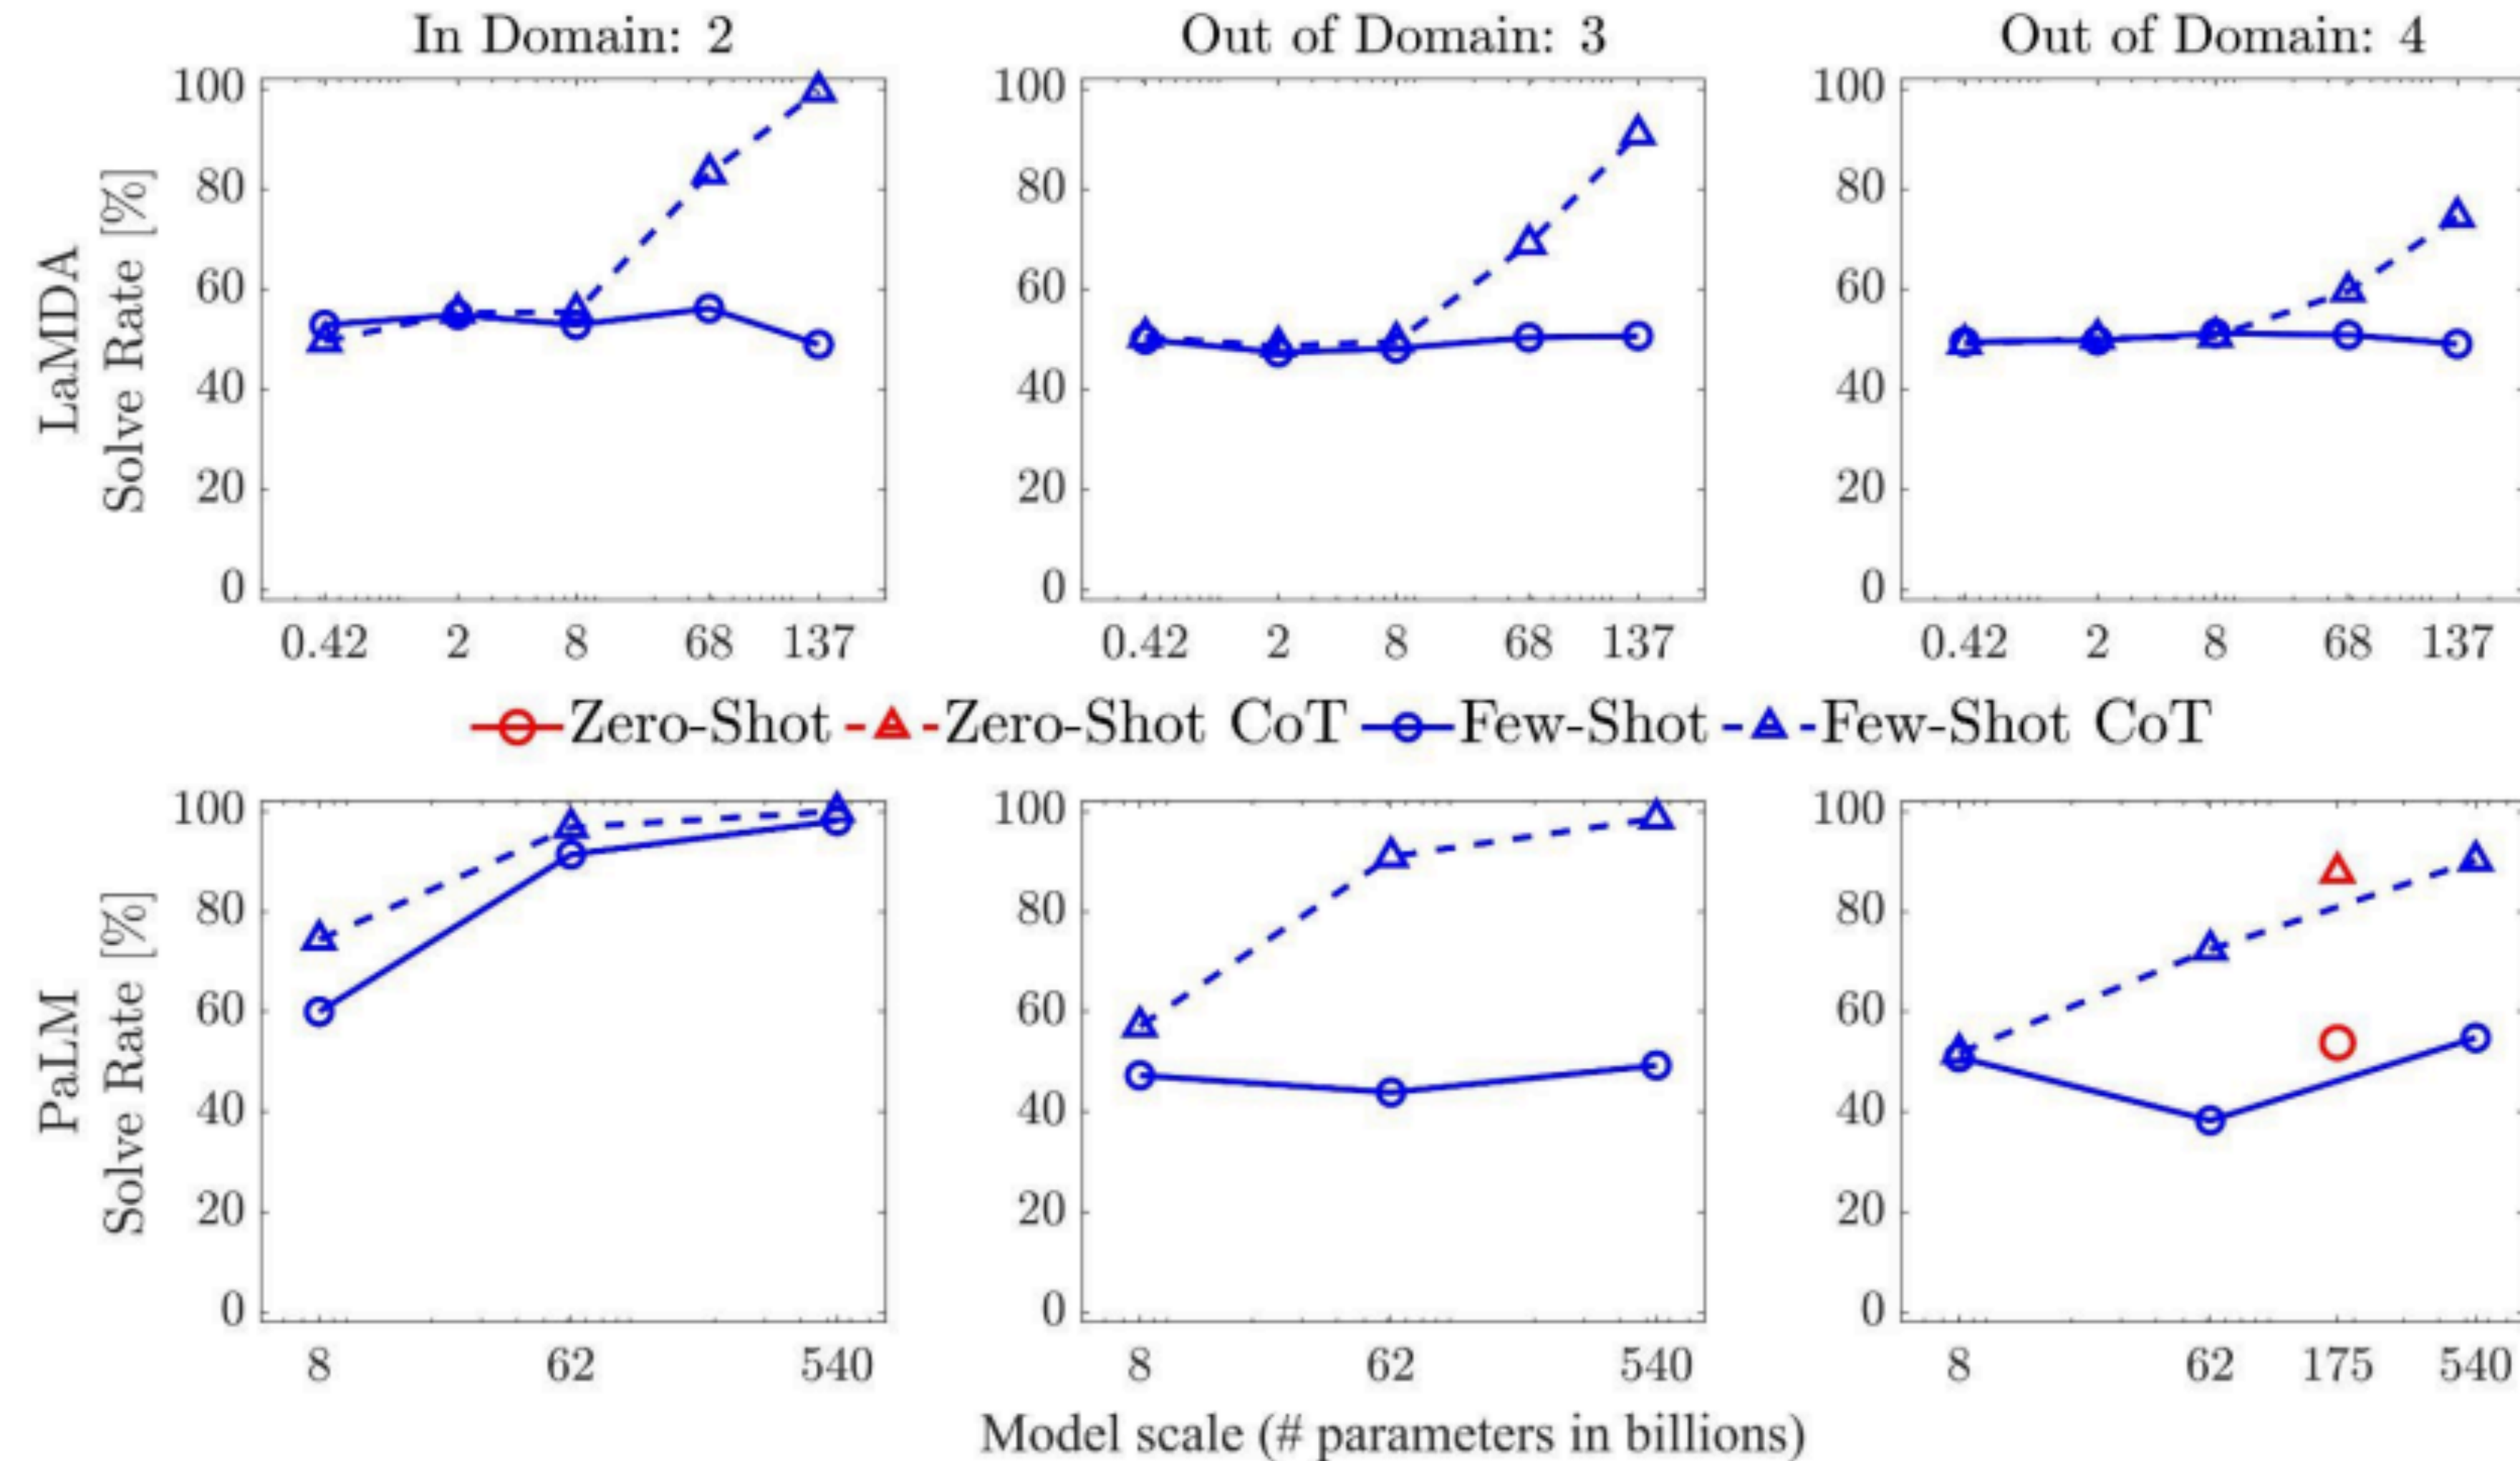 In Domain: 2
Out of Domain: 3
Out of Domain: 4
LaMDA
Solve Rate [%]
100
80
60
40
20
0
0.42 2 8 68 137
100
80
60
40
20
0
0.42 2 8 68 137
100
80
60
40
20
0
0.42 2 8 68 137
Zero-Shot Zero-Shot CoT Few-Shot Few-Shot CoT
PaLM
Solve Rate [%]
100
80
60
40
20
0
8 62 540
100
80
60
40
20
0
8 62 540
100
80
60
40
20
0
8 62 175 540
Model scale (# parameters in billions)